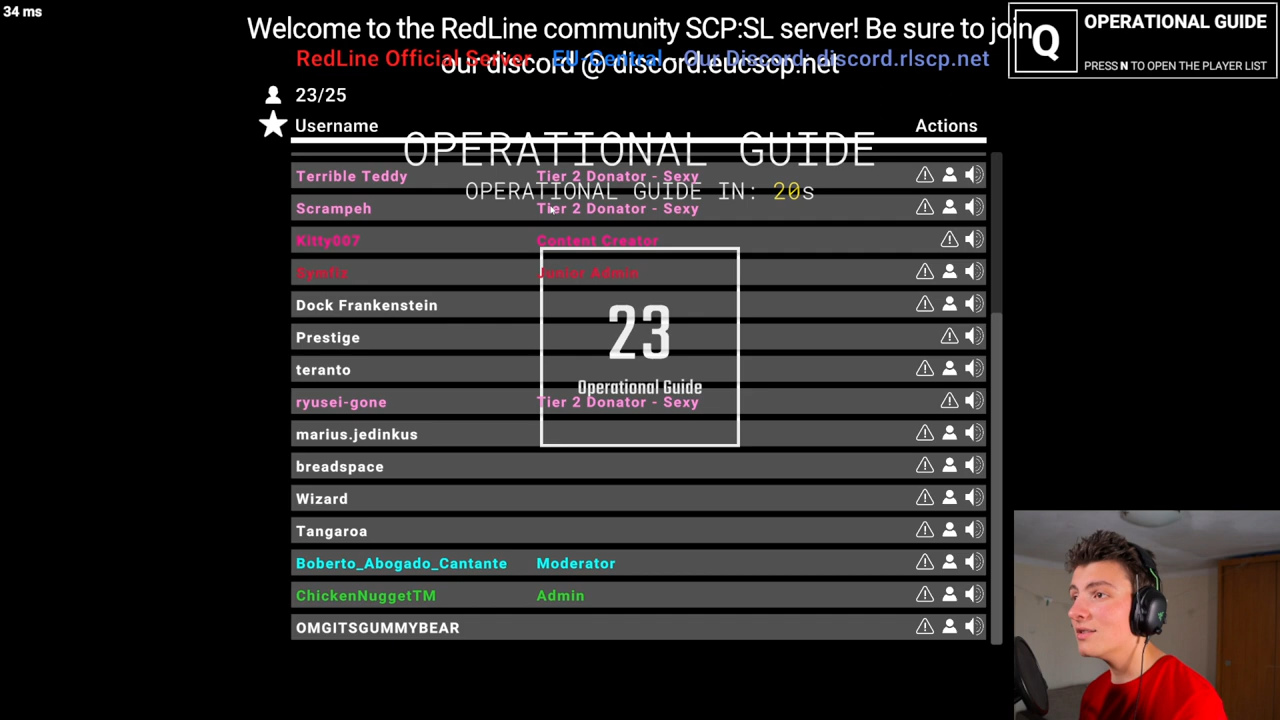 34 ms
Welcome to the RedLine community SCP:SL server! Be sure to join
our discord @ discord.eucscp.net
RedLine Official Server - EU-Central - Our Discord: discord.rlscp.net
Q
OPERATIONAL GUIDE
PRESS N TO OPEN THE PLAYER LIST
23/25
Username Actions
OPERATIONAL GUIDE
OPERATIONAL GUIDE IN: 20s
Terrible Teddy Tier 2 Donator - Sexy
Scrampeh Tier 2 Donator - Sexy
Kitty007 Content Creator
Symfiz Junior Admin
Dock Frankenstein
23
Prestige
teranto
Operational Guide
ryusei-gone Tier 2 Donator - Sexy
marius.jedinkus
breadspace
Wizard
Tangaroa
Boberto_Abogado_Cantante Moderator
ChickenNuggetTM Admin
OMGITSGUMMYBEAR